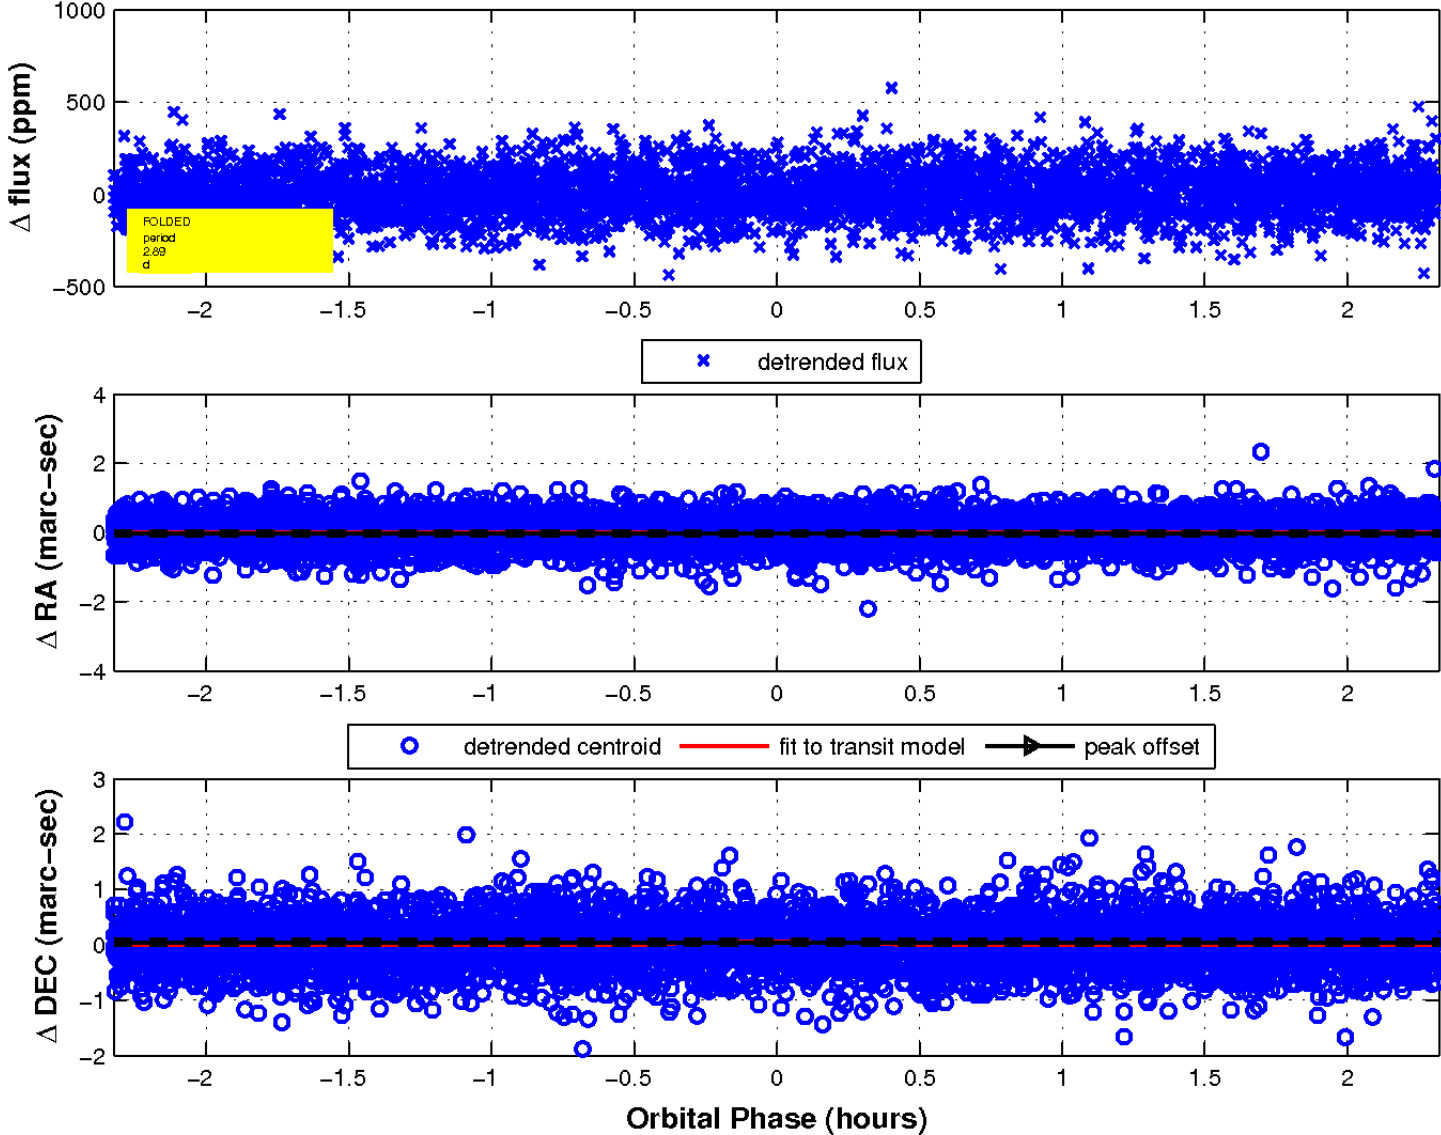 1000
500
0
−500
Δ flux (ppm)
FOLDED
period
2.89
d
−2 −1.5 −1 −0.5 0 0.5 1 1.5 2
detrended flux
4
2
0
−2
−4
Δ RA (marc−sec)
−2 −1.5 −1 −0.5 0 0.5 1 1.5 2
detrended centroid fit to transit model peak offset
3
2
1
0
−1
−2
Δ DEC (marc−sec)
−2 −1.5 −1 −0.5 0 0.5 1 1.5 2
Orbital Phase (hours)